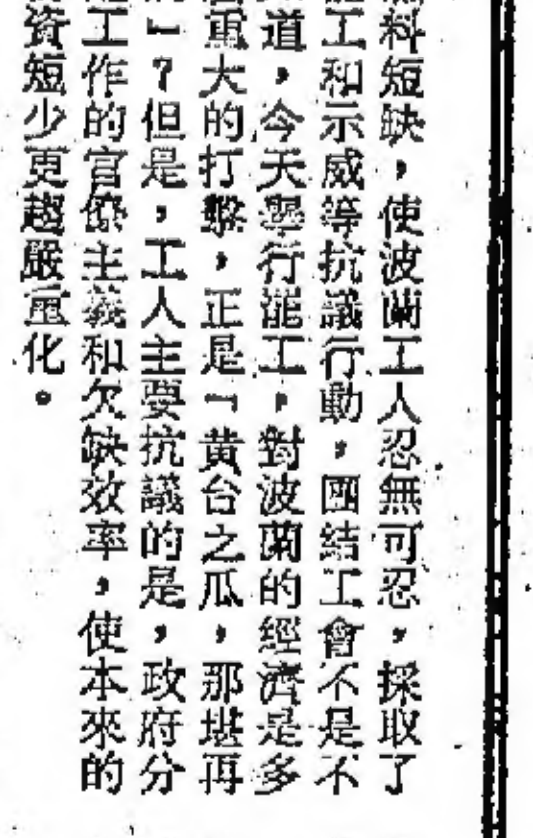 料短缺,使波蘭工人忍無可忍,採取了
工和示威等抗議行動,團結工會不是不
道,今天舉行罷工,對波蘭的經濟是多
重大的打擊,正是「黃台之瓜,那堪再
」?但是,工人主要抗議的是,政府分
工作的官僚主義和欠缺效率,使本來的
資短少更趨嚴重化。